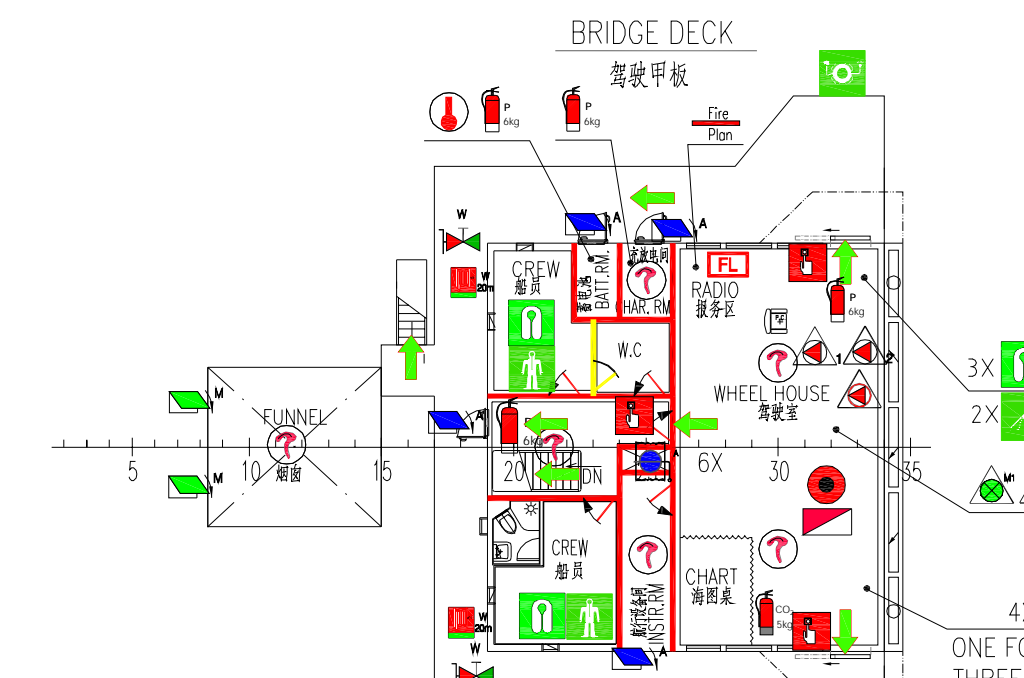 BRIDGE DECK
驾驶甲板
P
6kg
P
6kg
Fire
Plan
W
A
A
充放电间
FL
CREW
船员
W
20m
蓄电池
BATT.RM.
CHAR.RM
RADIO
报务区
P
6kg
W.C
1
2
3X
M
WHEEL HOUSE
驾驶室
2X
FUNNEL
A
P
6kg
A
5
10
15
20
6X
30
35
烟囱
DN
M
M1
CREW
船员
CHART
海图桌
航行设备间
INSTR.RM
CO2
5kg
W
20m
4X
W
A
ONE FO
THREE